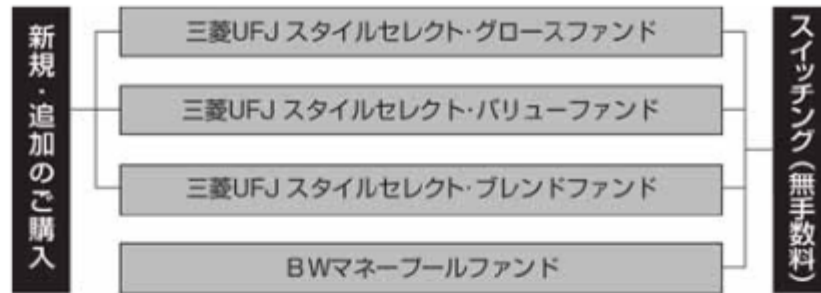 新規・追加のご購入
三菱UFJ スタイルセレクト・グロースファンド
三菱UFJ スタイルセレクト・バリューファンド
三菱UFJ スタイルセレクト・ブレンドファンド
BWマネープールファンド
スイッチング(無手数料)